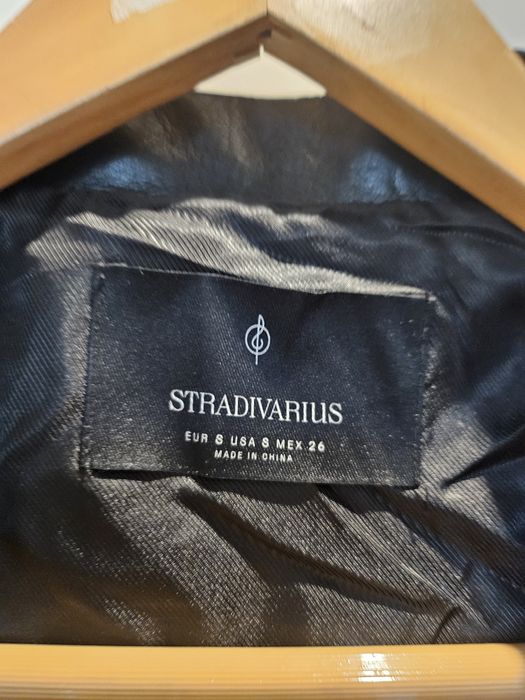 STRADIVARIUS
EUR S USA S MEX 26
MADE IN CHINA